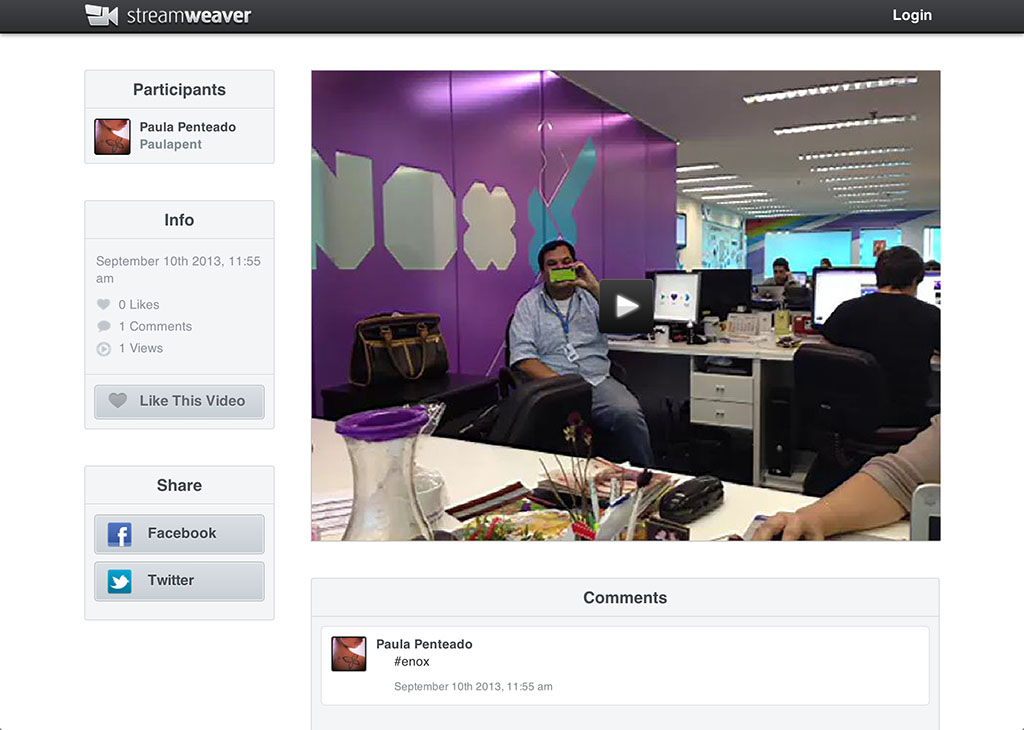 streamweaver
Login
Participants
Paula Penteado
Paulapent
Info
September 10th 2013, 11:55
am
0 Likes
1 Comments
1 Views
Like This Video
Share
Facebook
Twitter
NOX
Comments
Paula Penteado
#enox
September 10th 2013, 11:55 am